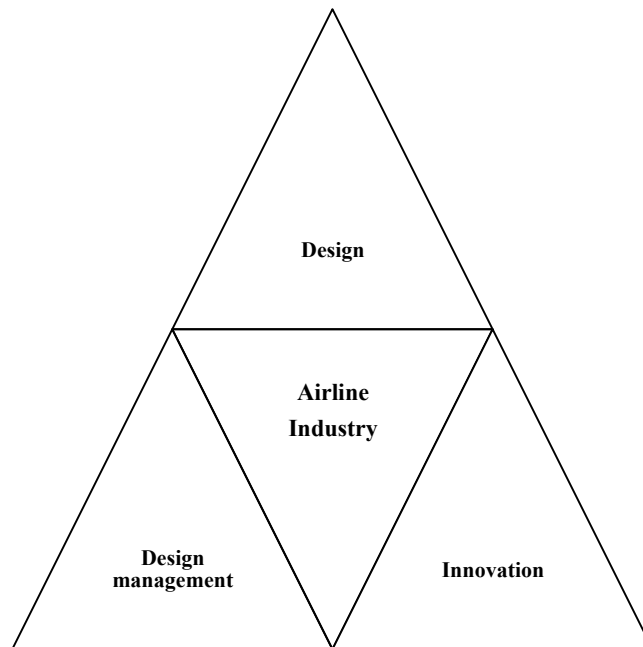 Design
Airline
Industry
Design
management
Innovation